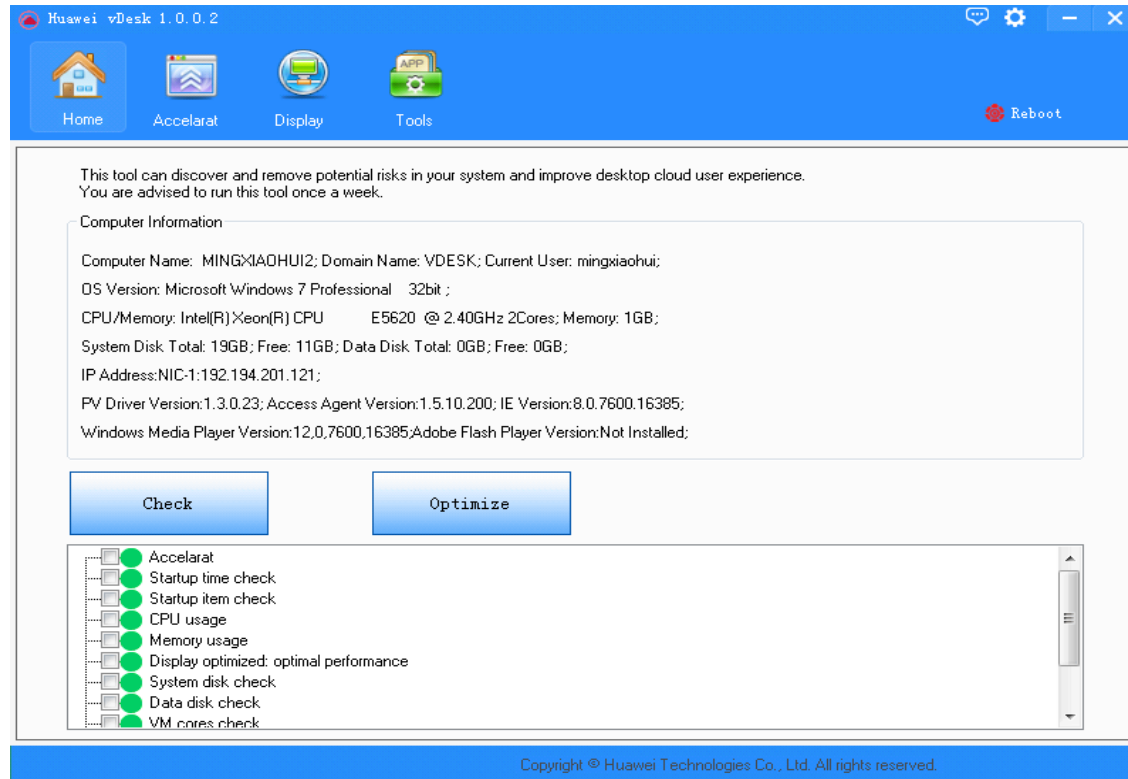 Huawei vDesk 1.0.0.2
APP
Home
Accelarat
Display
Tools
Reboot
This tool can discover and remove potential risks in your system and improve desktop cloud user experience.
You are advised to run this tool once a week.
Computer Information
Computer Name: MINGXIAOHUI2; Domain Name: VDESK; Current User: mingxiaohui;
OS Version: Microsoft Windows 7 Professional 32bit ;
CPU/Memory: Intel(R) Xeon(R) CPU E5620 @ 2.40GHz 2Cores; Memory: 1GB;
System Disk Total: 19GB; Free: 11GB; Data Disk Total: 0GB; Free: 0GB;
IP Address:NIC-1:192.194.201.121;
PV Driver Version:1.3.0.23; Access Agent Version:1.5.10.200; IE Version:8.0.7600.16385;
Windows Media Player Version:12,0,7600,16385;Adobe Flash Player Version:Not Installed;
Check
Optimize
Accelarat
Startup time check
Startup item check
CPU usage
Memory usage
Display optimized: optimal performance
System disk check
Data disk check
VM cores check
Copyright © Huawei Technologies Co., Ltd. All rights reserved.